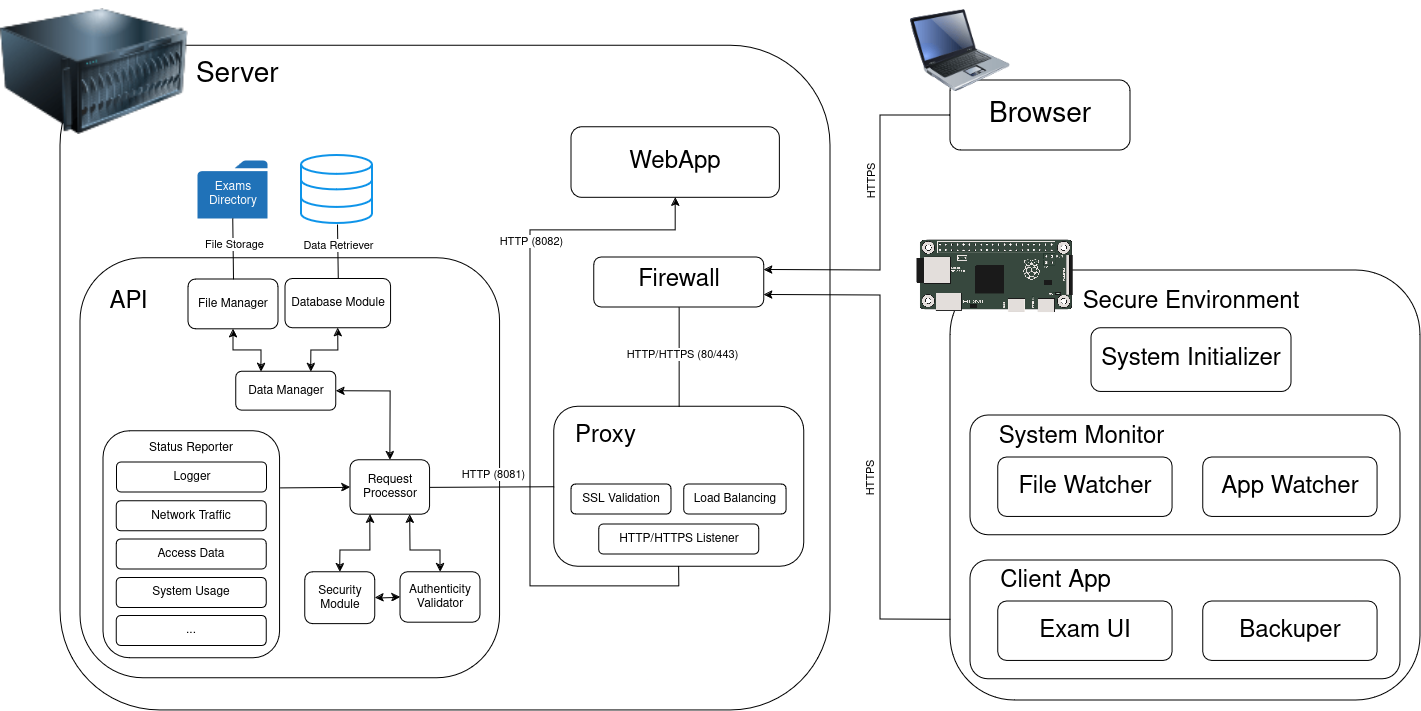 Server
Browser
WebApp
HTTPS
Exams
Directory
File Storage
Data Retriever
HTTP (8082)
API
File Manager
Database Module
Firewall
HDMI
Secure Environment
System Initializer
HTTP/HTTPS (80/443)
Data Manager
Proxy
System Monitor
File Watcher
App Watcher
Status Reporter
Logger
Network Traffic
Access Data
System Usage
...
Request
Processor
HTTP (8081)
SSL Validation
Load Balancing
HTTP/HTTPS Listener
HTTPS
Security
Module
Authenticity
Validator
Client App
Exam UI
Backuper